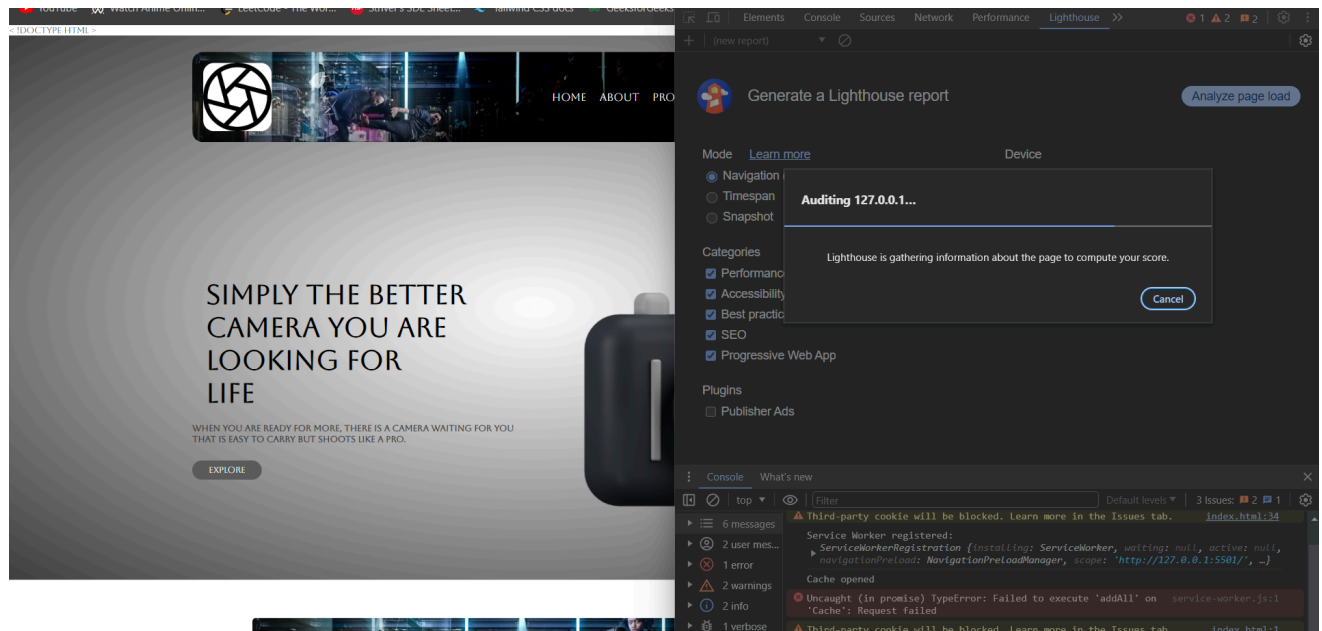 YouTube Watch Anime Onlin... LeetCode - The Wor... Striver's SDE Sheet... Tailwind CSS docs GeeksforGeeks
< !DOCTYPE HTML >
HOME ABOUT PRO
SIMPLY THE BETTER
CAMERA YOU ARE
LOOKING FOR
LIFE
WHEN YOU ARE READY FOR MORE, THERE IS A CAMERA WAITING FOR YOU
THAT IS EASY TO CARRY BUT SHOOTS LIKE A PRO.
EXPLORE
Elements Console Sources Network Performance Lighthouse 1 2 2
(new report)
Generate a Lighthouse report
Analyze page load
Mode Learn more Device
Navigation (
Timespan
Snapshot
Auditing 127.0.0.1...
Lighthouse is gathering information about the page to compute your score.
Cancel
Categories
Performance
Accessibility
Best practic
SEO
Progressive Web App
Plugins
Publisher Ads
Console What's new
top Filter Default levels 3 Issues: 2 1
6 messages
2 user mes...
1 error
2 warnings
2 info
1 verbose
Third-party cookie will be blocked. Learn more in the Issues tab. index.html:34
Service Worker registered:
ServiceWorkerRegistration {installing: ServiceWorker, waiting: null, active: null,
navigationPreload: NavigationPreloadManager, scope: 'http://127.0.0.1:5501/', …}
Cache opened
Uncaught (in promise) TypeError: Failed to execute 'addAll' on service-worker.js:1
'Cache': Request failed
Third-party cookie will be blocked. Learn more in the Issues tab. index.html:1